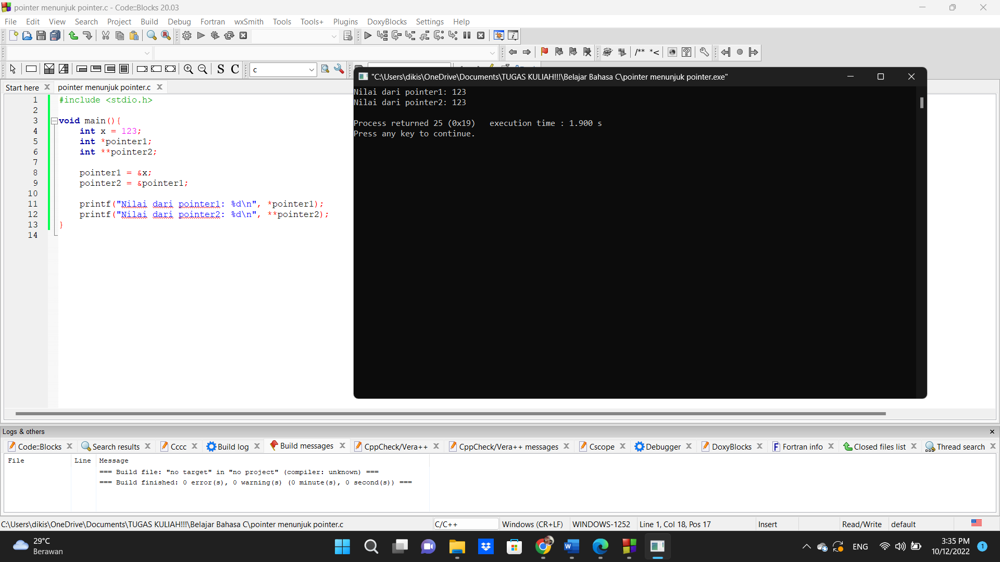 pointer menunjuk pointer.c - Code::Blocks 20.03
File Edit View Search Project Build Debug Fortran wxSmith Tools Tools+ Plugins DoxyBlocks Settings Help
/** *<
S C c
Start here pointer menunjuk pointer.c
1 #include <stdio.h>
2
3 void main(){
4 int x = 123;
5 int *pointer1;
6 int **pointer2;
7
8 pointer1 = &x;
9 pointer2 = &pointer1;
10
11 printf("Nilai dari pointer1: %d\n", *pointer1);
12 printf("Nilai dari pointer2: %d\n", **pointer2);
13 }
14
"C:\Users\dikis\OneDrive\Documents\TUGAS KULIAH!!!\Belajar Bahasa C\pointer menunjuk pointer.exe"
Nilai dari pointer1: 123
Nilai dari pointer2: 123
Process returned 25 (0x19)   execution time : 1.900 s
Press any key to continue.
Logs & others
Code::Blocks Search results Cccc Build log Build messages CppCheck/Vera++ CppCheck/Vera++ messages Cscope Debugger DoxyBlocks Fortran info Closed files list Thread search
File Line Message
=== Build file: "no target" in "no project" (compiler: unknown) ===
=== Build finished: 0 error(s), 0 warning(s) (0 minute(s), 0 second(s)) ===
C:\Users\dikis\OneDrive\Documents\TUGAS KULIAH!!!\Belajar Bahasa C\pointer menunjuk pointer.c C/C++ Windows (CR+LF) WINDOWS-1252 Line 1, Col 18, Pos 17 Insert Read/Write default
29°C
Berawan
ENG
3:35 PM
10/12/2022
1